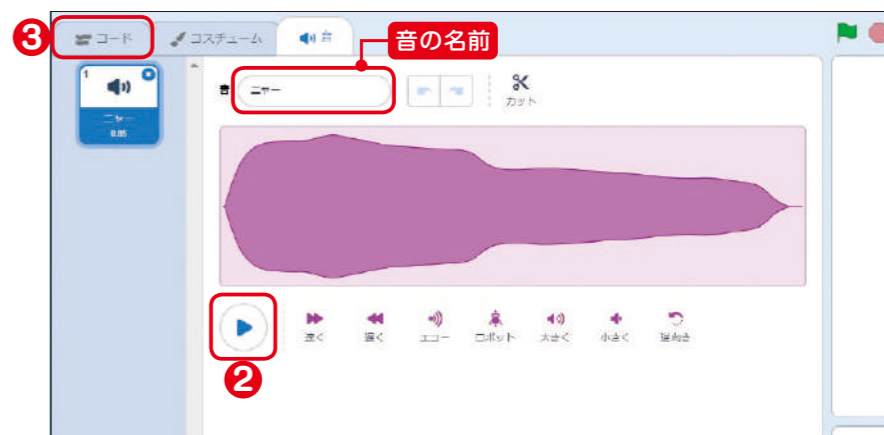 ❸
コード
コスチューム
音
音の名前
1
ニャー
0.85
音
ニャー
カット
速く
遅く
エコー
ロボット
大きく
小さく
逆向き
❷